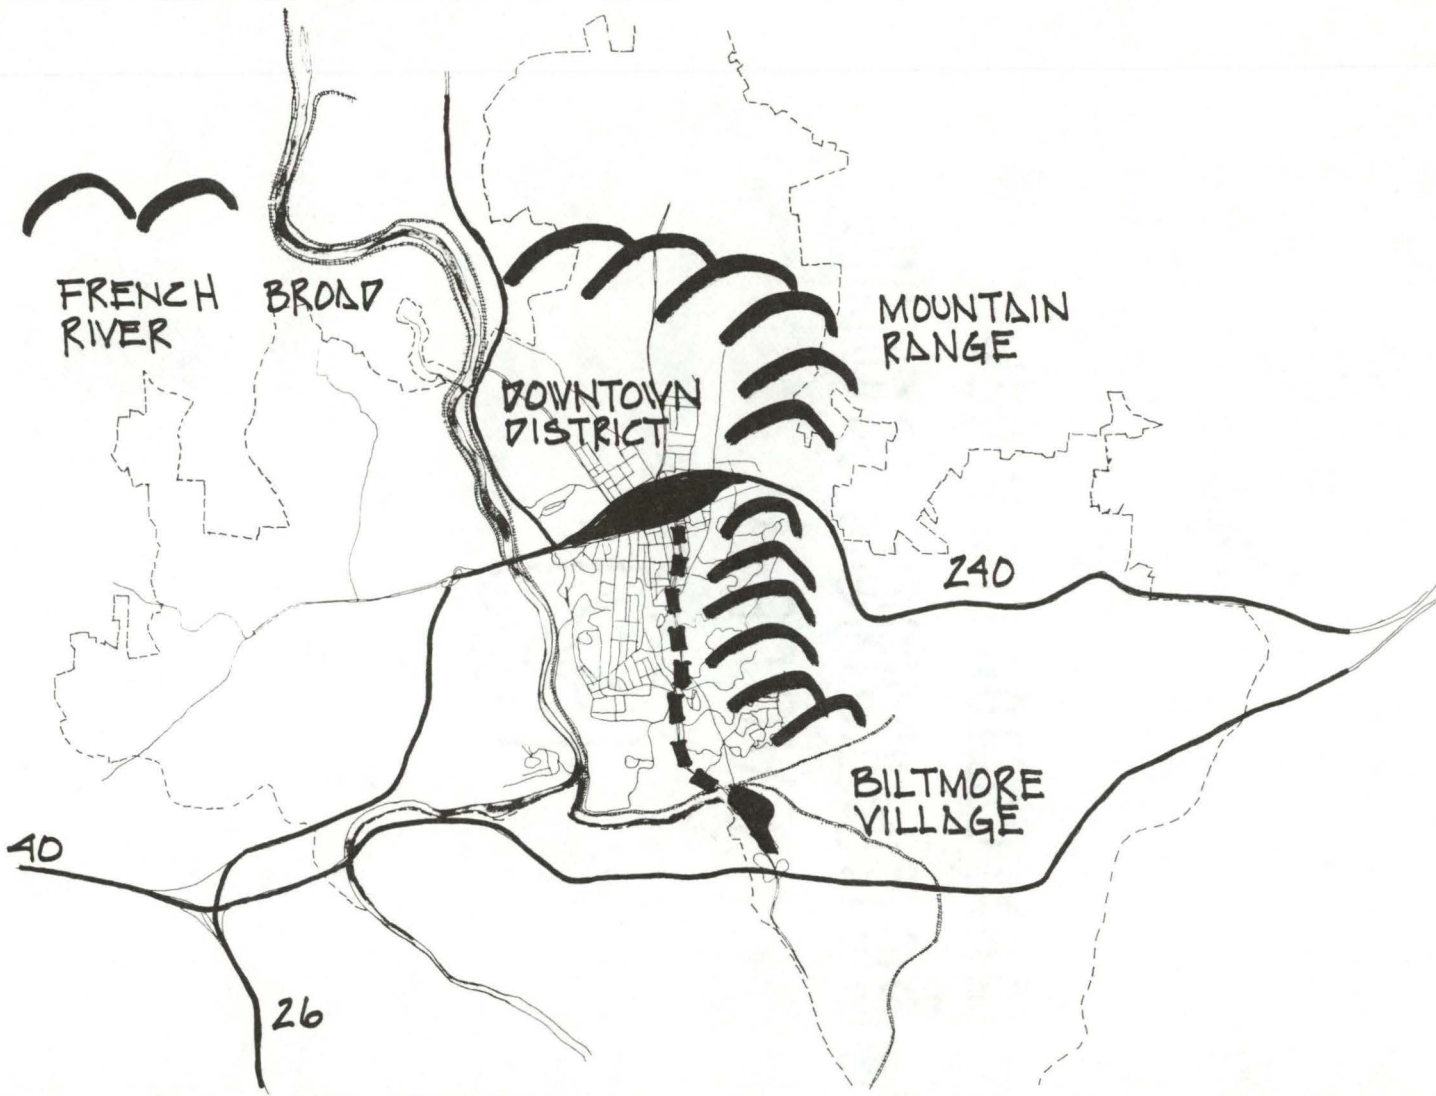 FRENCH BROAD
RIVER
MOUNTAIN
RANGE
DOWNTOWN
DISTRICT
240
BILTMORE
VILLAGE
40
26